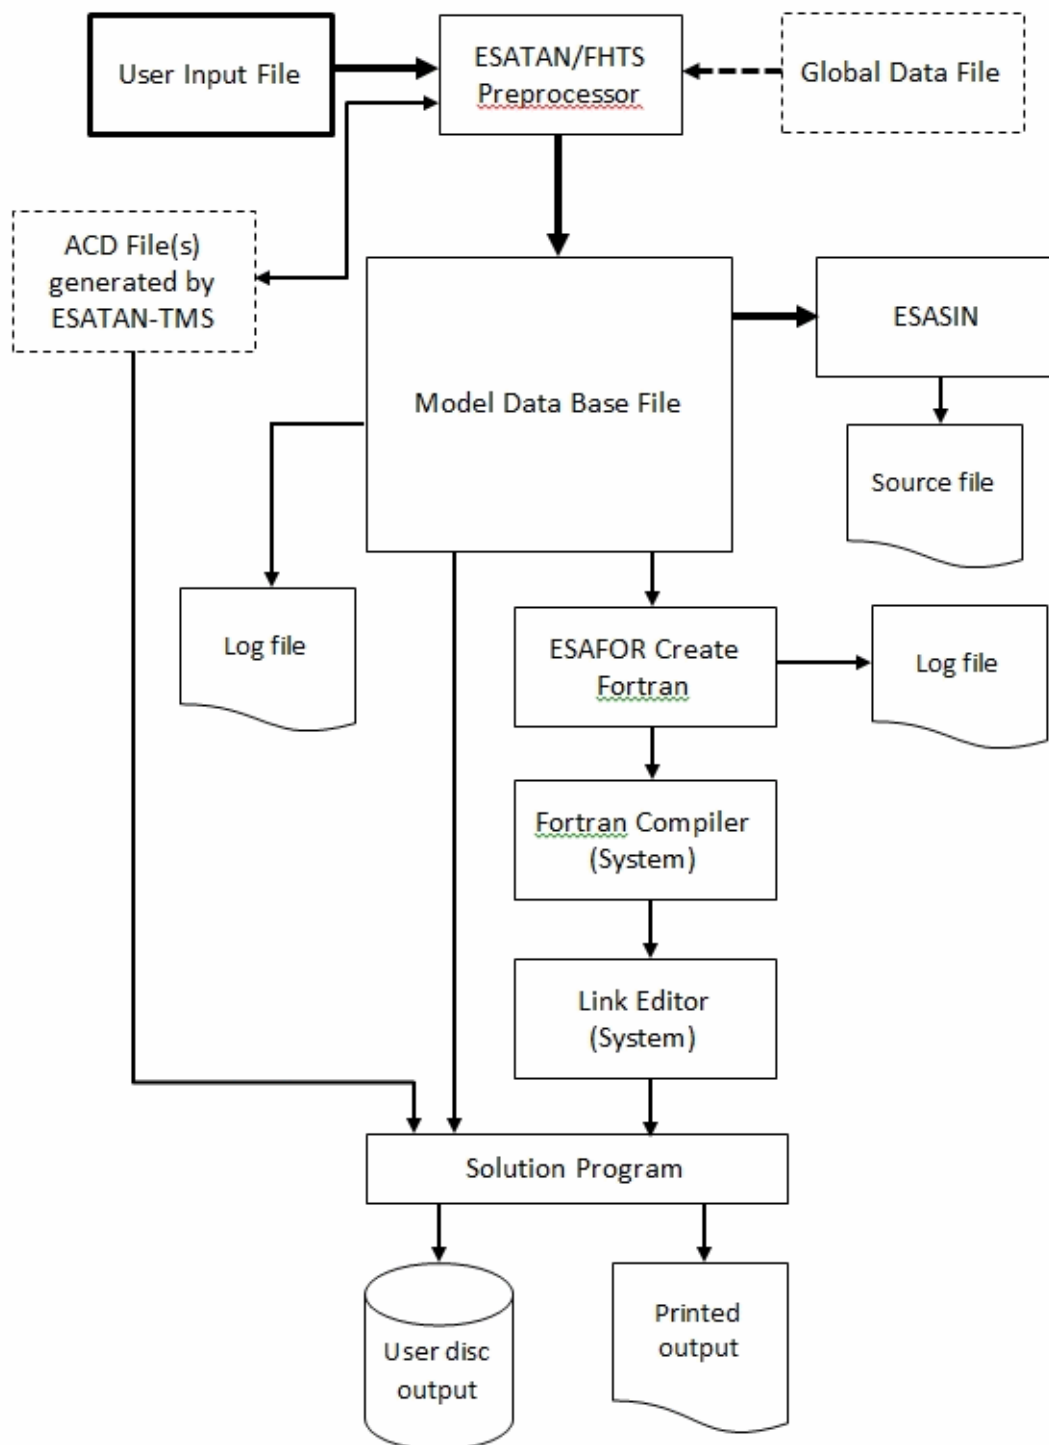 User Input File
ESATAN/FHTS
Preprocessor
Global Data File
ACD File(s)
generated by
ESATAN-TMS
Model Data Base File
ESASIN
Source file
Log file
ESAFOR Create
Fortran
Log file
Fortran Compiler
(System)
Link Editor
(System)
Solution Program
User disc
output
Printed
output